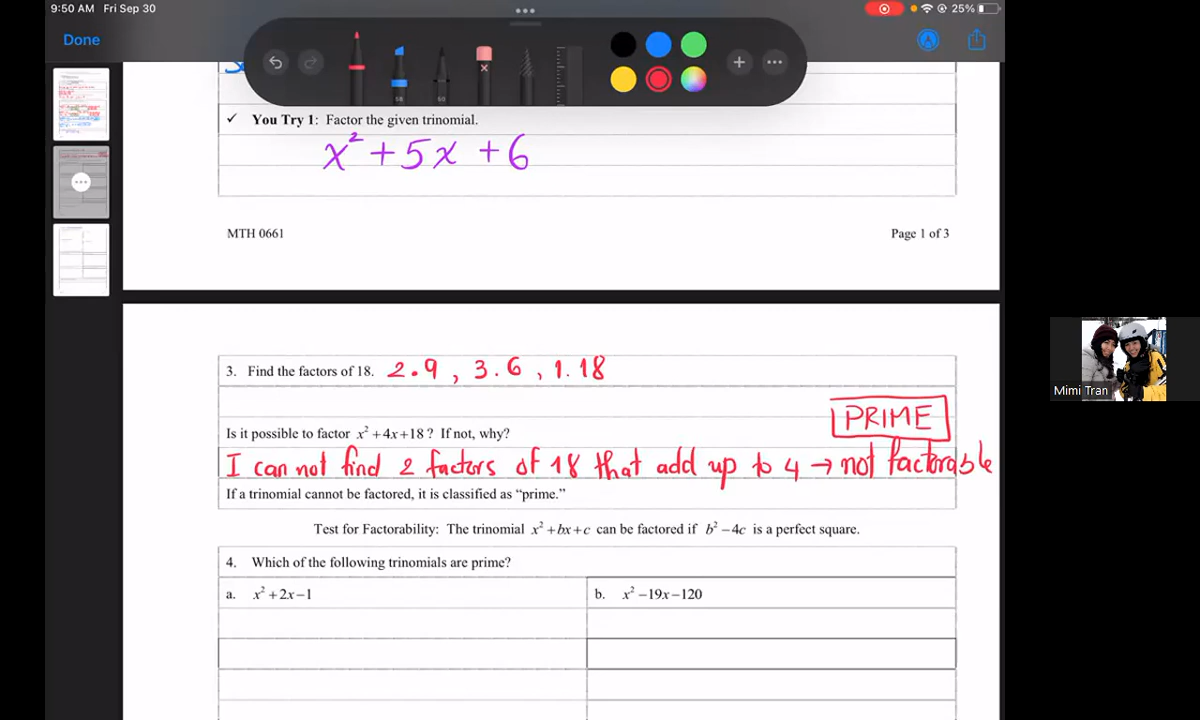 9:50 AM Fri Sep 30
25%
Done
58
60
✓ You Try 1: Factor the given trinomial.
x² + 5x + 6
MTH 0661
Page 1 of 3
3. Find the factors of 18. 2.9, 3.6, 1.18
PRIME
Is it possible to factor x² + 4x + 18? If not, why?
I can not find 2 factors of 18 that add up to 4 → not factorable
If a trinomial cannot be factored, it is classified as “prime.”
Test for Factorability: The trinomial x² + bx + c can be factored if b² − 4c is a perfect square.
4. Which of the following trinomials are prime?
a. x² + 2x − 1
b. x² − 19x − 120
Mimi Tran